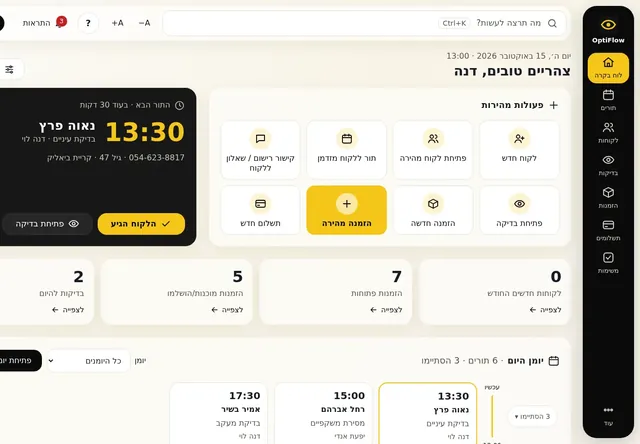 OptiFlow
לוח בקרה
תורים
לקוחות
בדיקות
הזמנות
תשלומים
משימות
עוד
מה תרצה לעשות?
Ctrl+K
A−
A+
?
3
התראות
יום ה׳, 15 באוקטובר 2026 · 13:00
צהריים טובים, דנה
פעולות מהירות
לקוח חדש
פתיחת לקוח מהירה
תור ללקוח מזדמן
קישור רישום / שאלון ללקוח
פתיחת בדיקה
הזמנה חדשה
הזמנה מהירה
תשלום חדש
התור הבא · בעוד 30 דקות
13:30
נאוה פרץ
בדיקת עיניים · דנה לוי
054-623-8817 · גיל 47 · קריית ביאליק
הלקוח הגיע
פתיחת בדיקה
0
לקוחות חדשים החודש
לצפייה ←
7
הזמנות פתוחות
לצפייה ←
5
הזמנות מוכנות/הושלמו
לצפייה ←
2
בדיקות להיום
לצפייה ←
יומן היום · 6 תורים · 3 הסתיימו
יומן
כל היומנים
3 הסתיימו ▾
עכשיו
13:30
נאוה פרץ
בדיקת עיניים
דנה לוי
15:00
רחל אברהם
מסירת משקפיים
יפעת אנדי
17:30
אמיר בשיר
בדיקת מעקב
דנה לוי